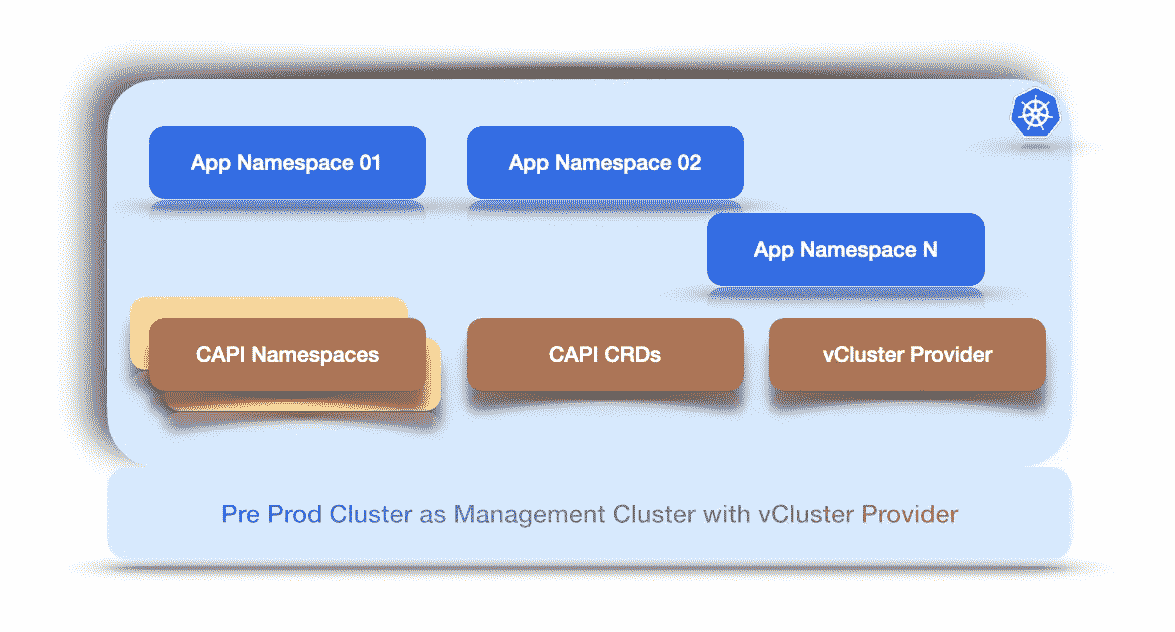 App Namespace 01
App Namespace 02
App Namespace N
CAPI Namespaces
CAPI CRDs
vCluster Provider
Pre Prod Cluster as Management Cluster with vCluster Provider